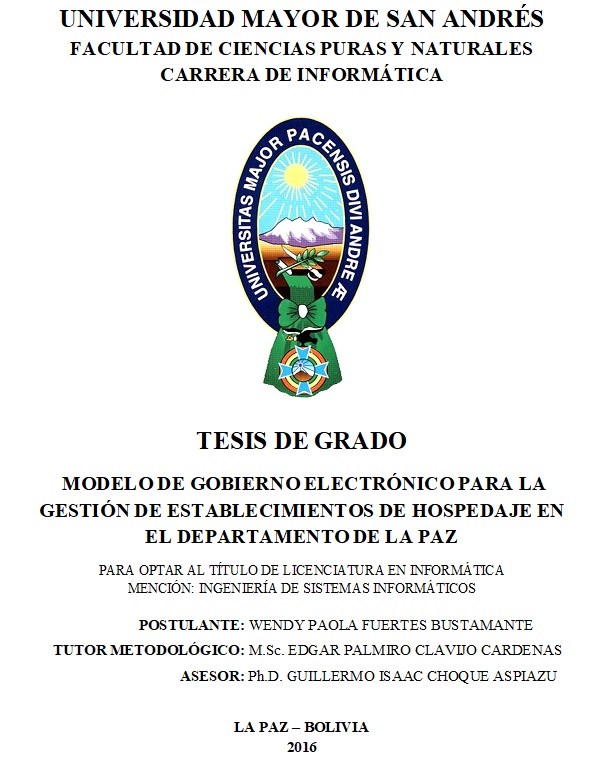 UNIVERSIDAD MAYOR DE SAN ANDRÉS
FACULTAD DE CIENCIAS PURAS Y NATURALES
CARRERA DE INFORMÁTICA
UNIVERSITAS MAJOR PACENSIS DIVI ANDRE Æ
TESIS DE GRADO
MODELO DE GOBIERNO ELECTRÓNICO PARA LA
GESTIÓN DE ESTABLECIMIENTOS DE HOSPEDAJE EN
EL DEPARTAMENTO DE LA PAZ
PARA OPTAR AL TÍTULO DE LICENCIATURA EN INFORMÁTICA
MENCIÓN: INGENIERÍA DE SISTEMAS INFORMÁTICOS
POSTULANTE: WENDY PAOLA FUERTES BUSTAMANTE
TUTOR METODOLÓGICO: M.Sc. EDGAR PALMIRO CLAVIJO CARDENAS
ASESOR: Ph.D. GUILLERMO ISAAC CHOQUE ASPIAZU
LA PAZ – BOLIVIA
2016